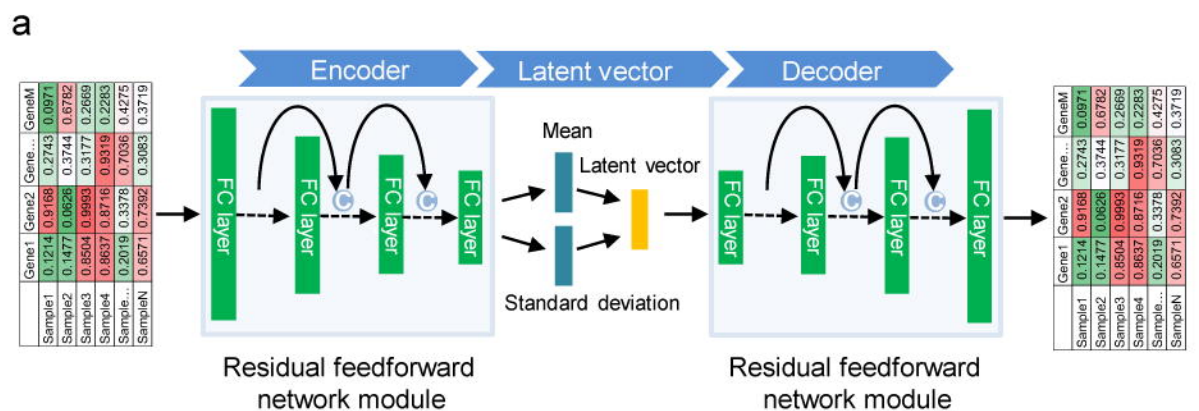 a
Encoder
Latent vector
Decoder
Gene1 Gene2 Gene... GeneM
Sample1 0.1214 0.9168 0.2743 0.0971
Sample2 0.1477 0.0626 0.3744 0.6782
Sample3 0.8504 0.9993 0.3177 0.2669
Sample4 0.8637 0.8716 0.9319 0.2283
Sample... 0.2019 0.3378 0.7036 0.4275
SampleN 0.6571 0.7392 0.3083 0.3719
FC layer
C
FC layer
C
FC layer
FC layer
Mean
Latent vector
Standard deviation
FC layer
FC layer
C
FC layer
C
FC layer
Residual feedforward
network module
Residual feedforward
network module
Gene1 Gene2 Gene... GeneM
Sample1 0.1214 0.9168 0.2743 0.0971
Sample2 0.1477 0.0626 0.3744 0.6782
Sample3 0.8504 0.9993 0.3177 0.2669
Sample4 0.8637 0.8716 0.9319 0.2283
Sample... 0.2019 0.3378 0.7036 0.4275
SampleN 0.6571 0.7392 0.3083 0.3719